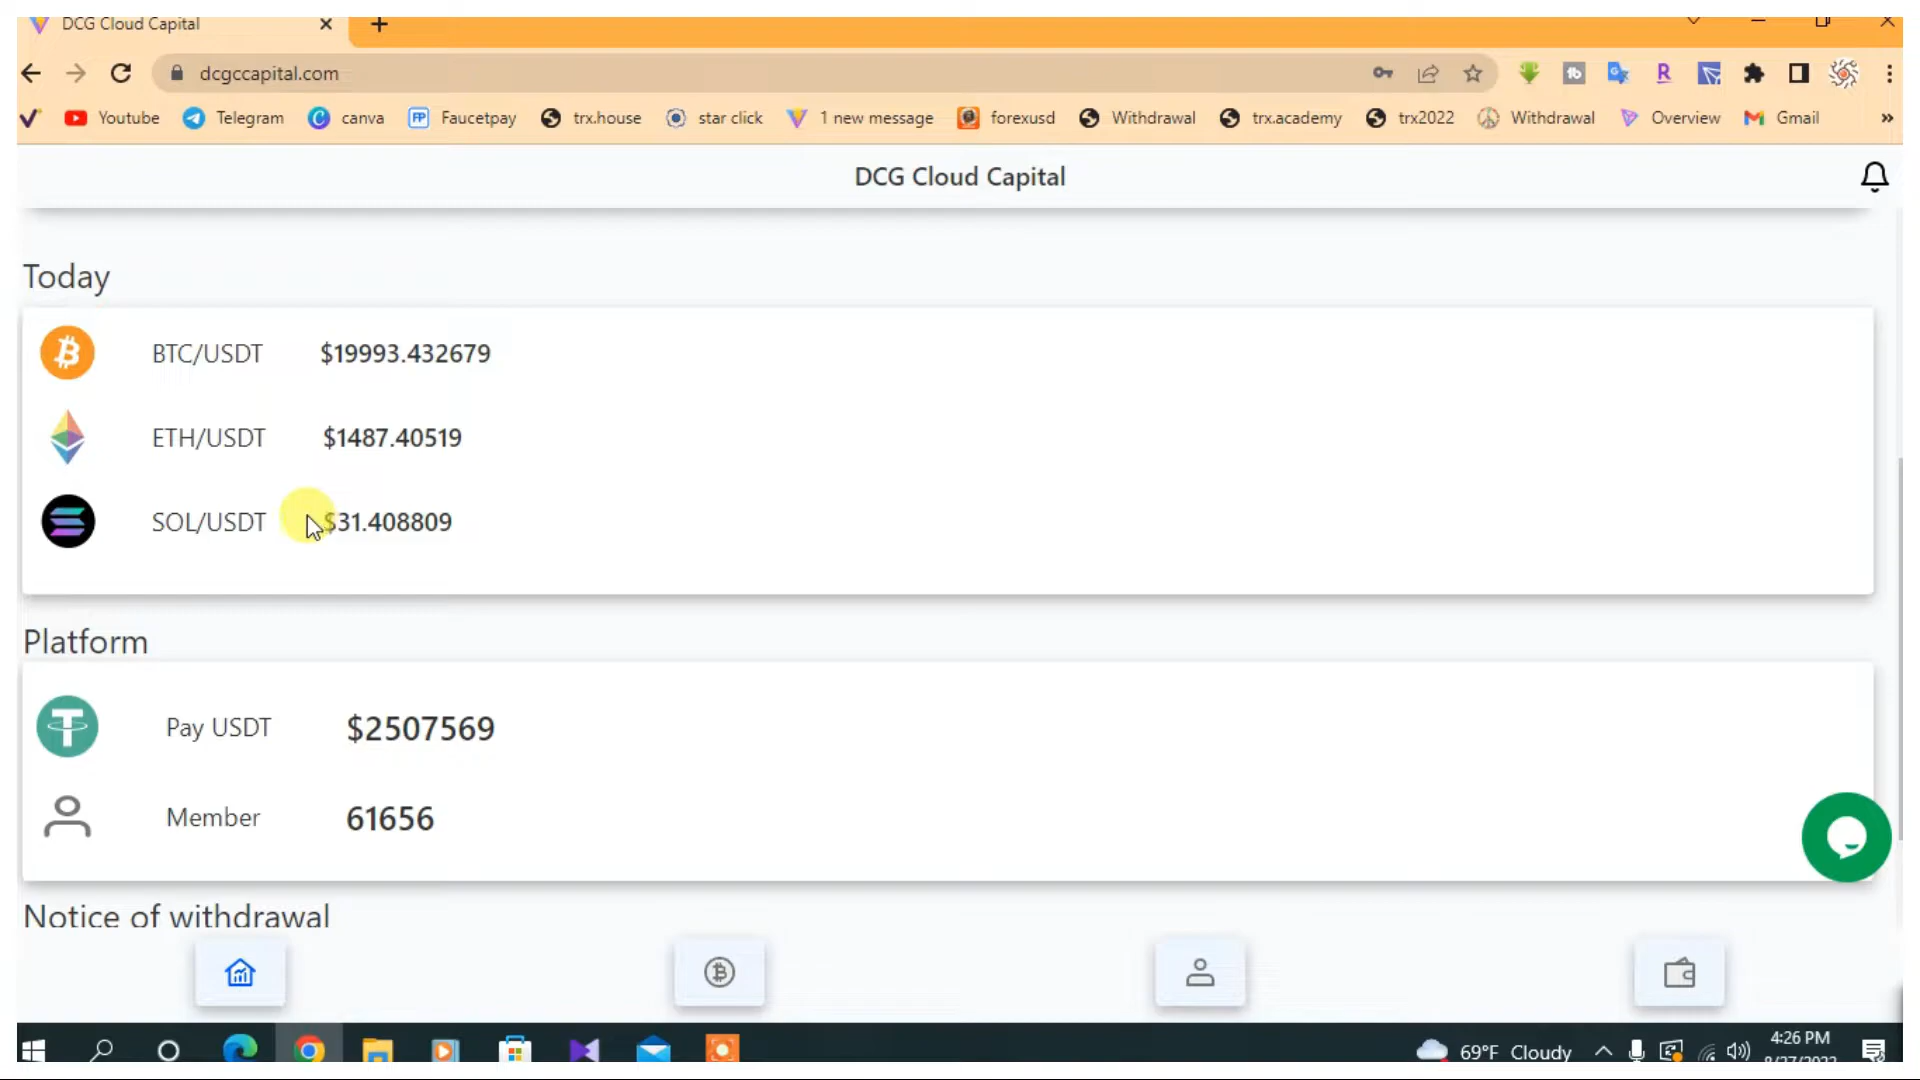 DCG Cloud Capital
dcgccapital.com
Youtube Telegram canva Faucetpay trx.house star click 1 new message forexusd Withdrawal trx.academy trx2022 Withdrawal Overview Gmail
DCG Cloud Capital
Today
BTC/USDT $19993.432679
ETH/USDT $1487.40519
SOL/USDT $31.408809
Platform
Pay USDT $2507569
Member 61656
Notice of withdrawal
69°F Cloudy 4:26 PM